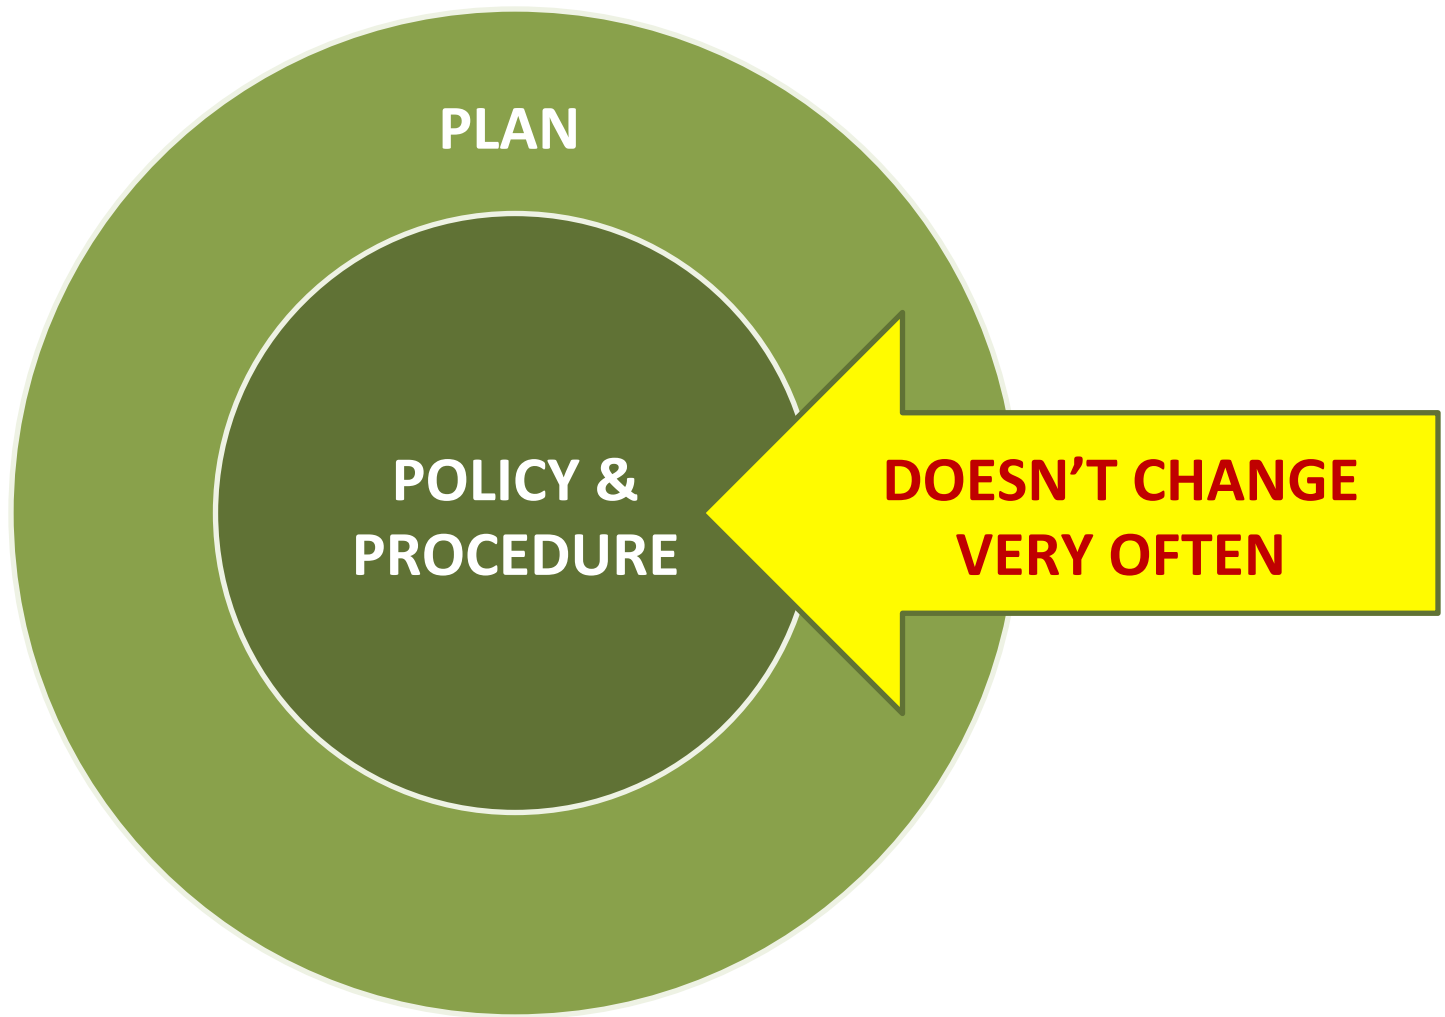 PLAN
POLICY &
PROCEDURE
DOESN’T CHANGE
VERY OFTEN